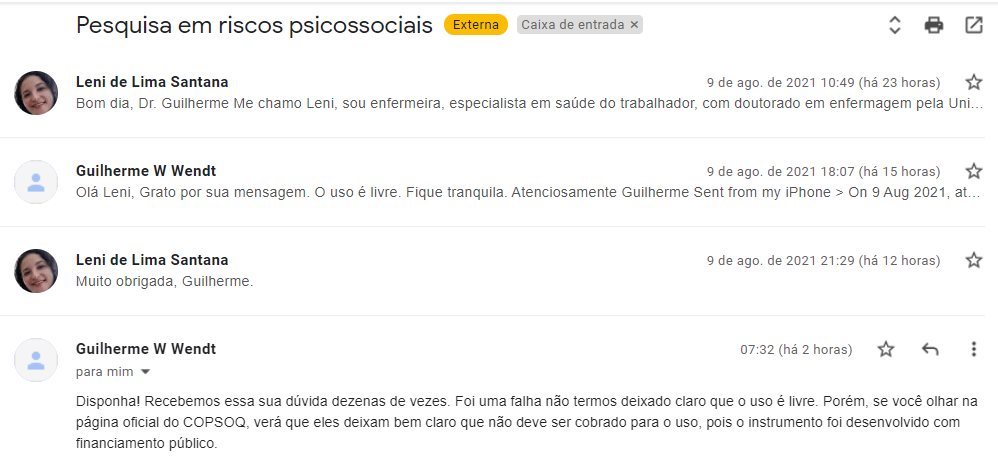 Pesquisa em riscos psicossociais Externa Caixa de entrada ×
Leni de Lima Santana 9 de ago. de 2021 10:49 (há 23 horas)
Bom dia, Dr. Guilherme Me chamo Leni, sou enfermeira, especialista em saúde do trabalhador, com doutorado em enfermagem pela Uni…
Guilherme W Wendt 9 de ago. de 2021 18:07 (há 15 horas)
Olá Leni, Grato por sua mensagem. O uso é livre. Fique tranquila. Atenciosamente Guilherme Sent from my iPhone > On 9 Aug 2021, at…
Leni de Lima Santana 9 de ago. de 2021 21:29 (há 12 horas)
Muito obrigada, Guilherme.
Guilherme W Wendt 07:32 (há 2 horas)
para mim
Disponha! Recebemos essa sua dúvida dezenas de vezes. Foi uma falha não termos deixado claro que o uso é livre. Porém, se você olhar na
página oficial do COPSOQ, verá que eles deixam bem claro que não deve ser cobrado para o uso, pois o instrumento foi desenvolvido com
financiamento público.